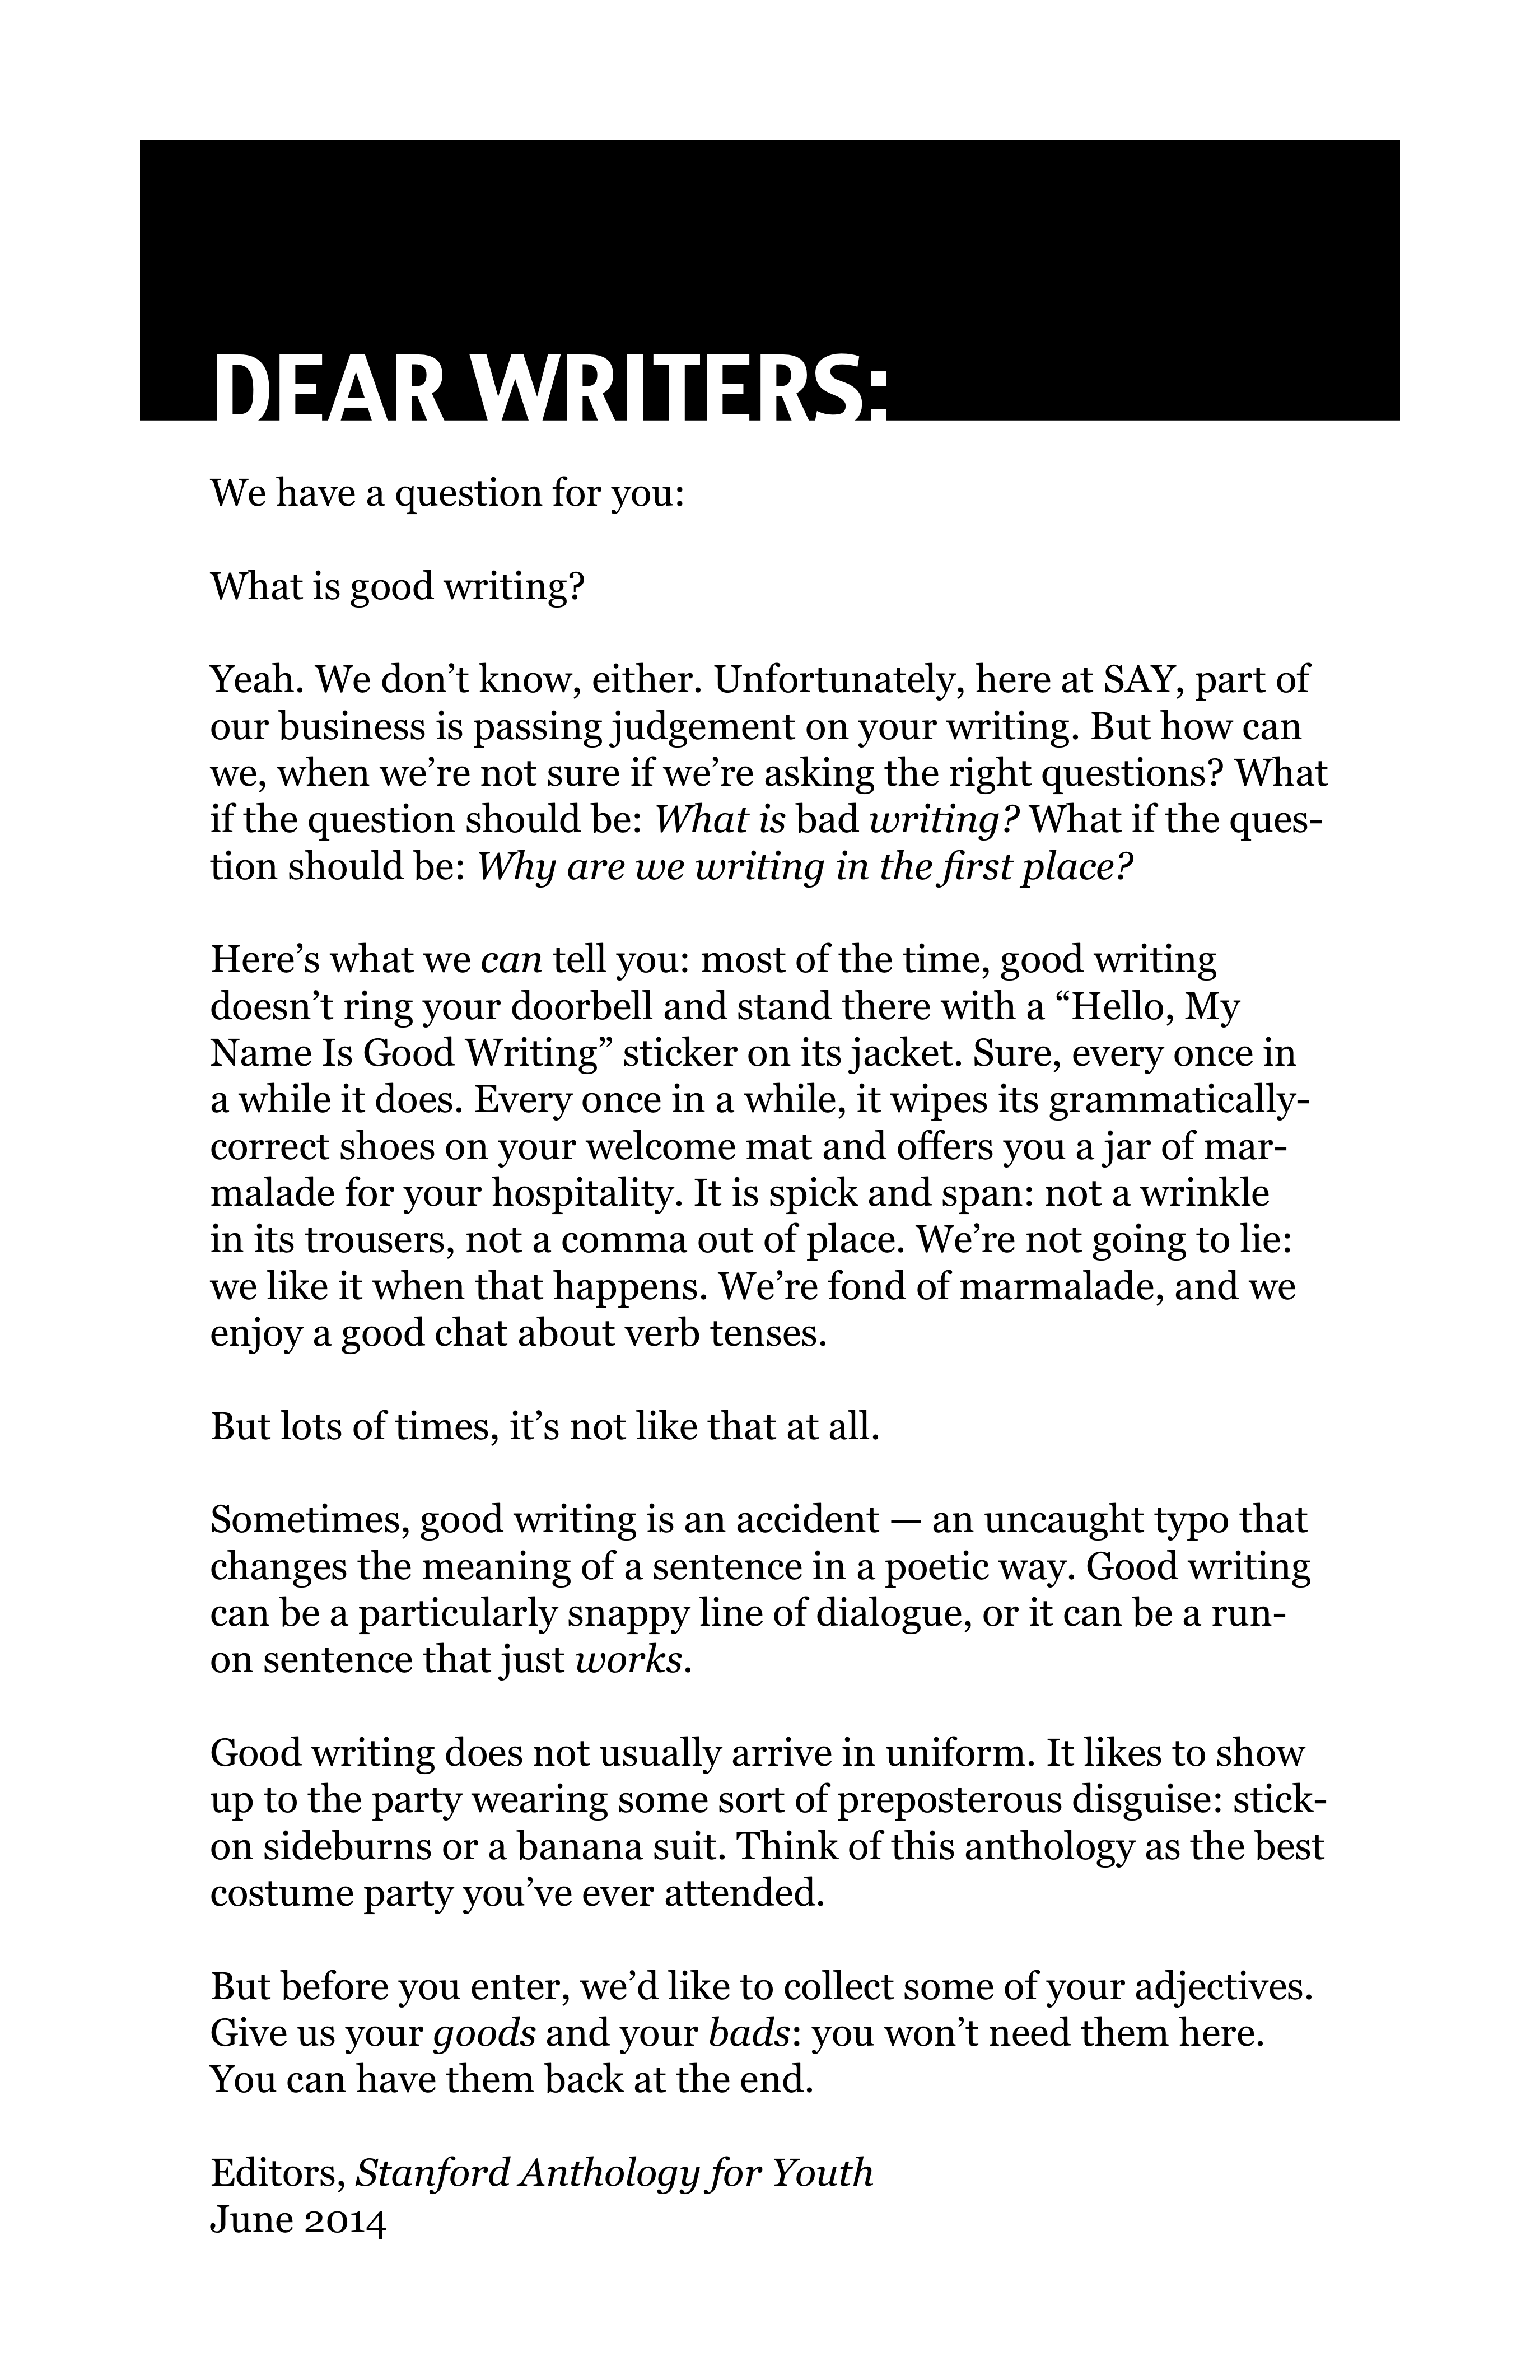 DEAR WRITERS:
We have a question for you:
What is good writing?
Yeah. We don’t know, either. Unfortunately, here at SAY, part of
our business is passing judgement on your writing. But how can
we, when we’re not sure if we’re asking the right questions? What
if the question should be: What is bad writing? What if the ques-
tion should be: Why are we writing in the first place?
Here’s what we can tell you: most of the time, good writing
doesn’t ring your doorbell and stand there with a “Hello, My
Name Is Good Writing” sticker on its jacket. Sure, every once in
a while it does. Every once in a while, it wipes its grammatically-
correct shoes on your welcome mat and offers you a jar of mar-
malade for your hospitality. It is spick and span: not a wrinkle
in its trousers, not a comma out of place. We’re not going to lie:
we like it when that happens. We’re fond of marmalade, and we
enjoy a good chat about verb tenses.
But lots of times, it’s not like that at all.
Sometimes, good writing is an accident — an uncaught typo that
changes the meaning of a sentence in a poetic way. Good writing
can be a particularly snappy line of dialogue, or it can be a run-
on sentence that just works.
Good writing does not usually arrive in uniform. It likes to show
up to the party wearing some sort of preposterous disguise: stick-
on sideburns or a banana suit. Think of this anthology as the best
costume party you’ve ever attended.
But before you enter, we’d like to collect some of your adjectives.
Give us your goods and your bads: you won’t need them here.
You can have them back at the end.
Editors, Stanford Anthology for Youth
June 2014